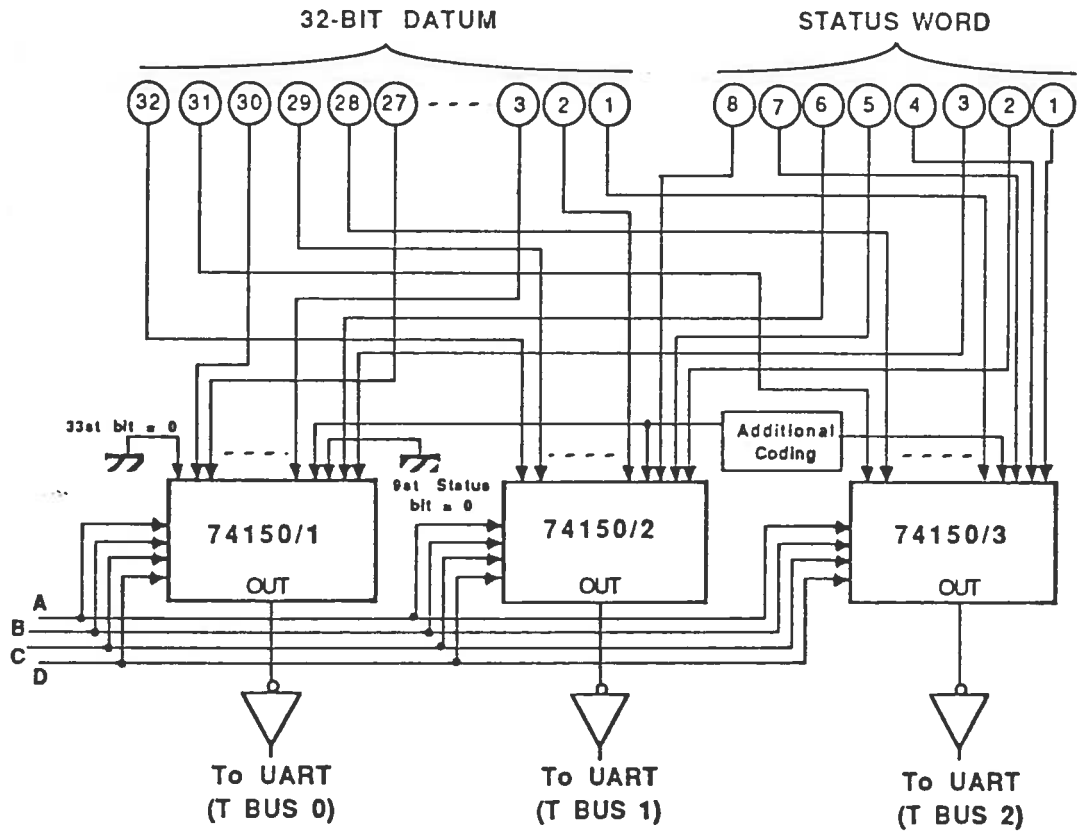 32-BIT DATUM
STATUS WORD
32 31 30 29 28 27 - - - - 3 2 1
8 7 6 5 4 3 2 1
33st bit = 0
9st Status
bit = 0
Additional
Coding
74150/1
OUT
74150/2
OUT
74150/3
OUT
A
B
C
D
To UART
(T BUS 0)
To UART
(T BUS 1)
To UART
(T BUS 2)